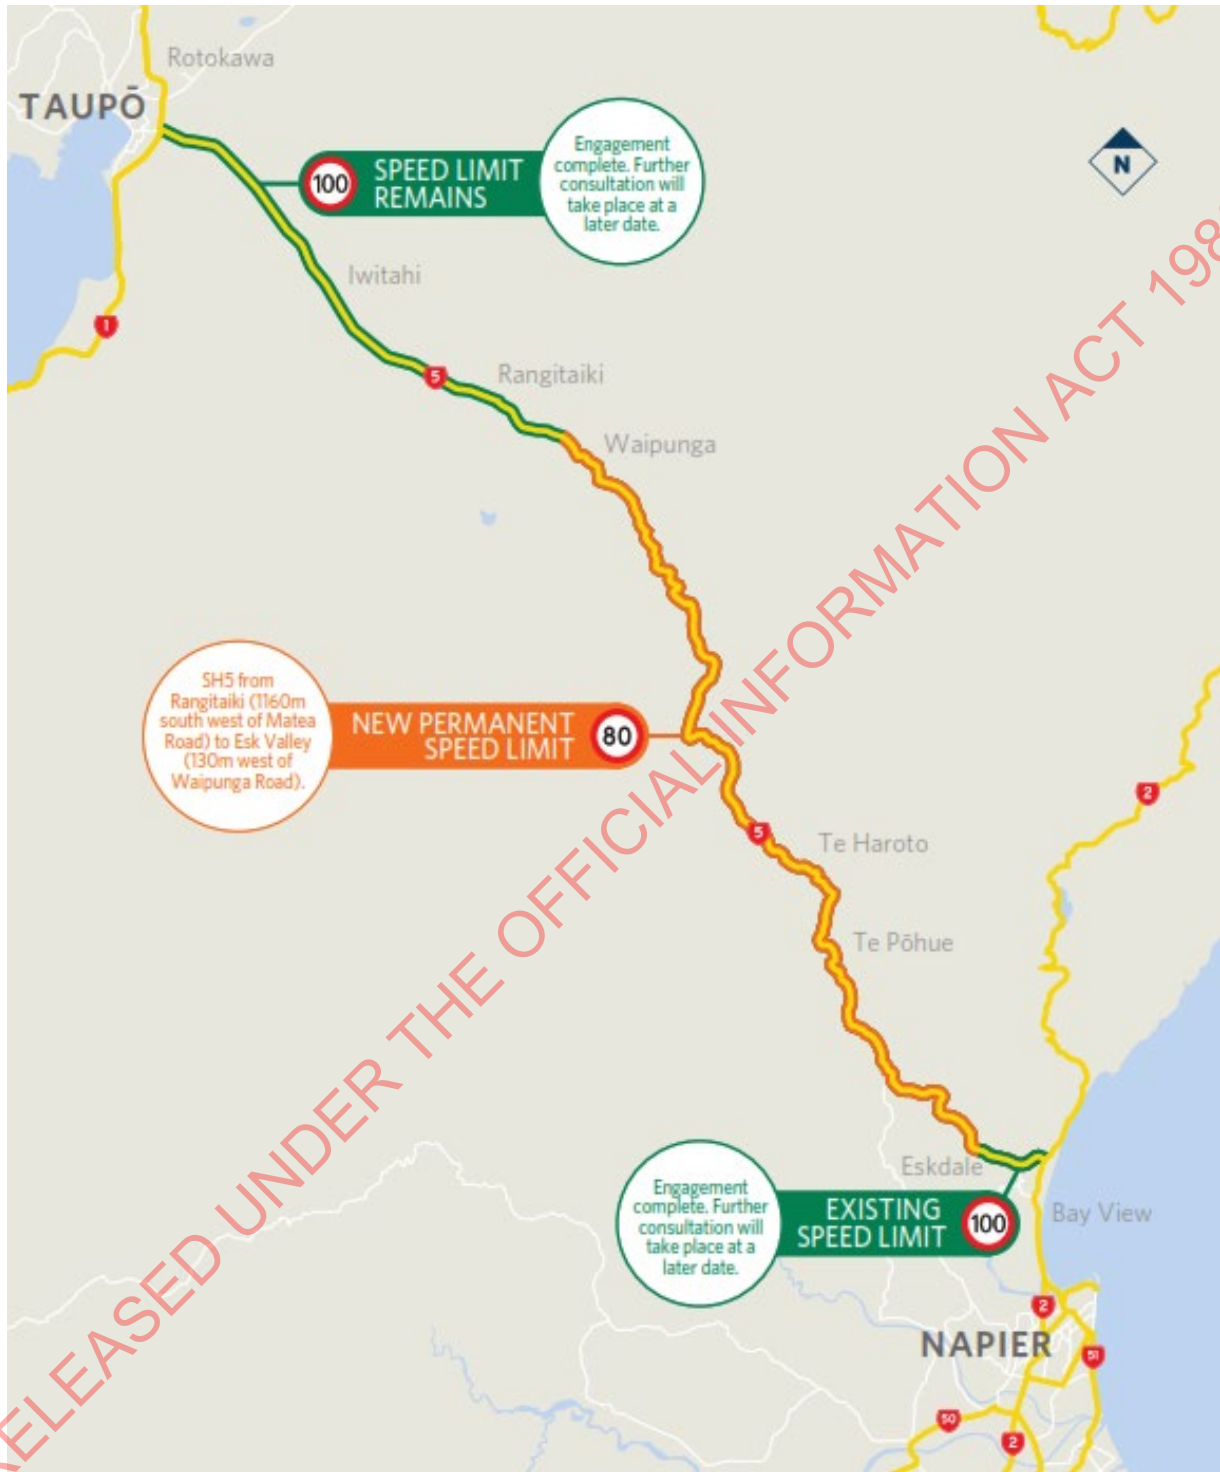 Rotokawa
TAUPŌ
100
SPEED LIMIT
REMAINS
Engagement
complete. Further
consultation will
take place at a
later date.
N
Iwitahi
1
5
Rangitaiki
Waipunga
SH5 from
Rangitaiki (1160m
south west of Matea
Road) to Esk Valley
(130m west of
Waipunga Road).
NEW PERMANENT
SPEED LIMIT
80
2
5
Te Haroto
Te Pōhue
Eskdale
Engagement
complete. Further
consultation will
take place at a
later date.
EXISTING
SPEED LIMIT
100
Bay View
2
NAPIER
51
50
2
RELEASED UNDER THE OFFICIAL INFORMATION ACT 198